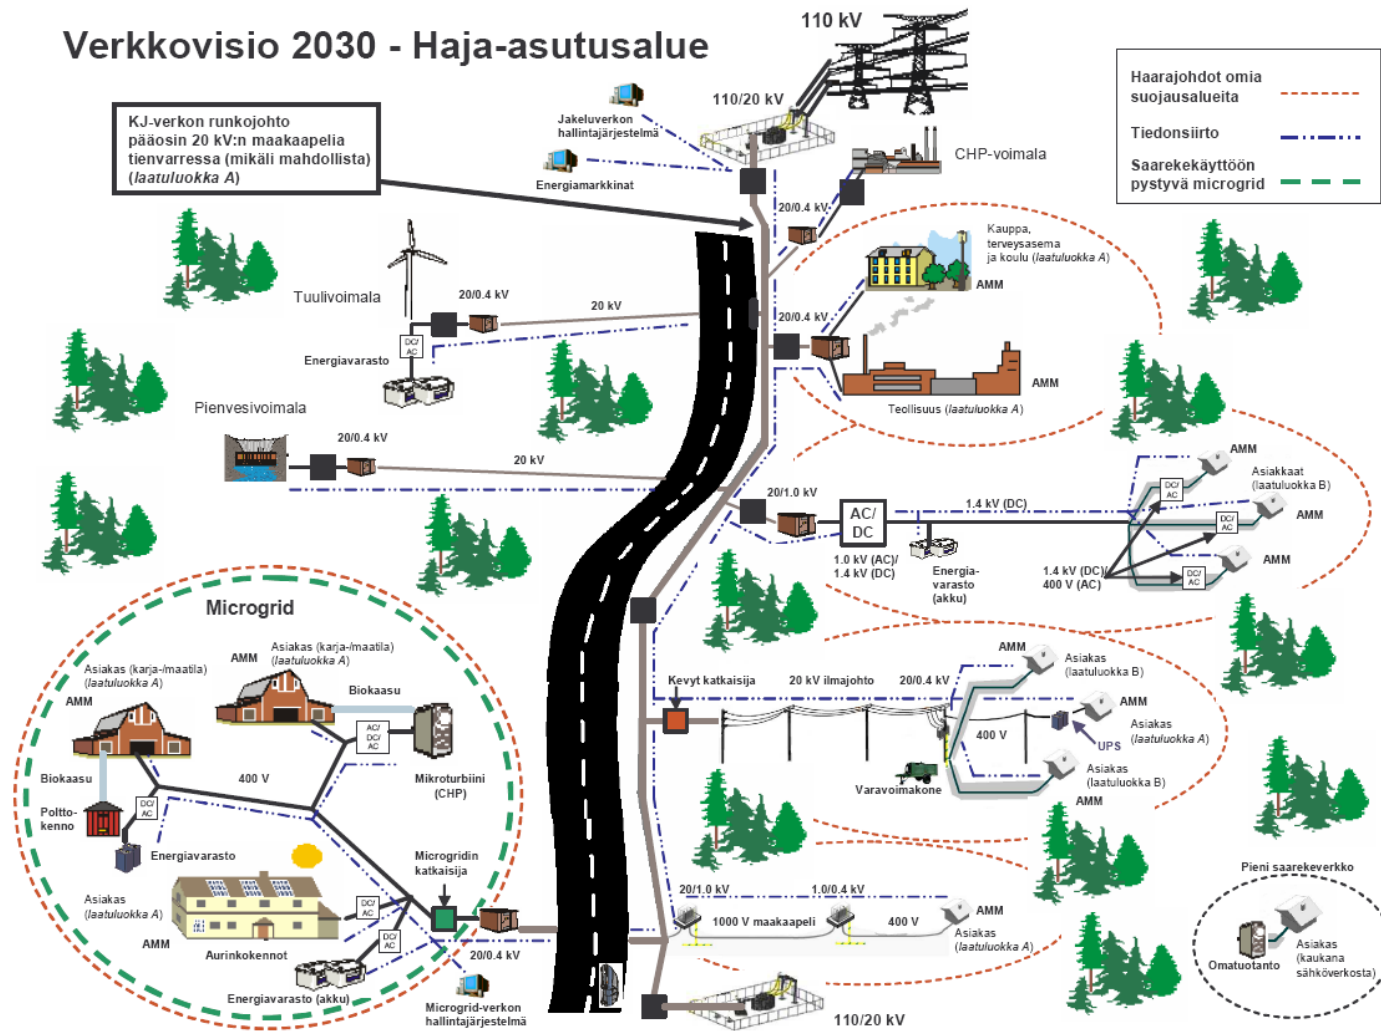 Verkkovisio 2030 - Haja-asutusalue
110 kV
110/20 kV
Haarajohdot omia
suojausalueita
Tiedonsiirto
Saarekekäyttöön
pystyvä microgrid
KJ-verkon runkojohto
pääosin 20 kV:n maakaapelia
tienvarressa (mikäli mahdollista)
(laatuluokka A)
Jakeluverkon
hallintajärjestelmä
Energiamarkkinat
CHP-voimala
20/0.4 kV
Kauppa,
terveysasema
ja koulu (laatuluokka A)
AMM
20/0.4 kV
AMM
Teollisuus (laatuluokka A)
Tuulivoimala
20/0.4 kV
20 kV
DC/
AC
Energiavarasto
Pienvesivoimala
20/0.4 kV
20 kV
20/1.0 kV
AC/
DC
1.0 kV (AC)/
1.4 kV (DC)
1.4 kV (DC)
Energia-
varasto
(akku)
1.4 kV (DC)/
400 V (AC)
DC/
AC
DC/
AC
DC/
AC
AMM
Asiakkaat
(laatuluokka B)
AMM
AMM
Microgrid
Asiakas (karja-/maatila)
(laatuluokka A)
AMM
AMM
Asiakas (karja-/maatila)
(laatuluokka A)
Biokaasu
AC/
DC/
AC
Mikroturbiini
(CHP)
Biokaasu
400 V
Poltto-
kenno
DC/
AC
Energiavarasto
Microgridin
katkaisija
Asiakas
(laatuluokka A)
AMM
Aurinkokennot
DC/
AC
DC/
AC
Energiavarasto (akku)
20/0.4 kV
Microgrid-verkon
hallintajärjestelmä
Kevyt katkaisija
20 kV ilmajohto
20/0.4 kV
AMM
Asiakas
(laatuluokka B)
400 V
AMM
Asiakas
(laatuluokka A)
UPS
Varavoimakone
Asiakas
(laatuluokka B)
AMM
20/1.0 kV
1000 V maakaapeli
1.0/0.4 kV
400 V
AMM
Asiakas
(laatuluokka A)
110/20 kV
Pieni saarekeverkko
Omatuotanto
Asiakas
(kaukana
sähköverkosta)